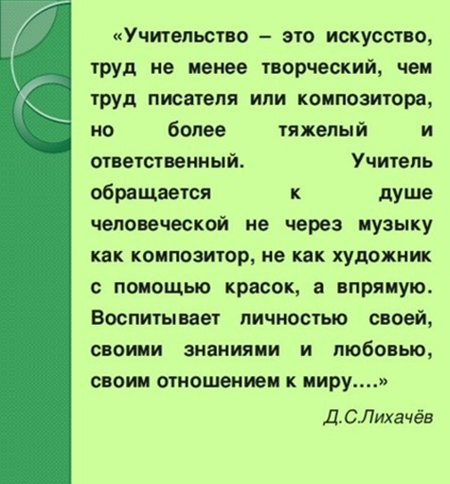 «Учительство – это искусство,
труд не менее творческий, чем
труд писателя или композитора,
но более тяжелый и
ответственный. Учитель
обращается к душе
человеческой не через музыку
как композитор, не как художник
с помощью красок, а впрямую.
Воспитывает личностью своей,
своими знаниями и любовью,
своим отношением к миру….»
Д.С.Лихачёв